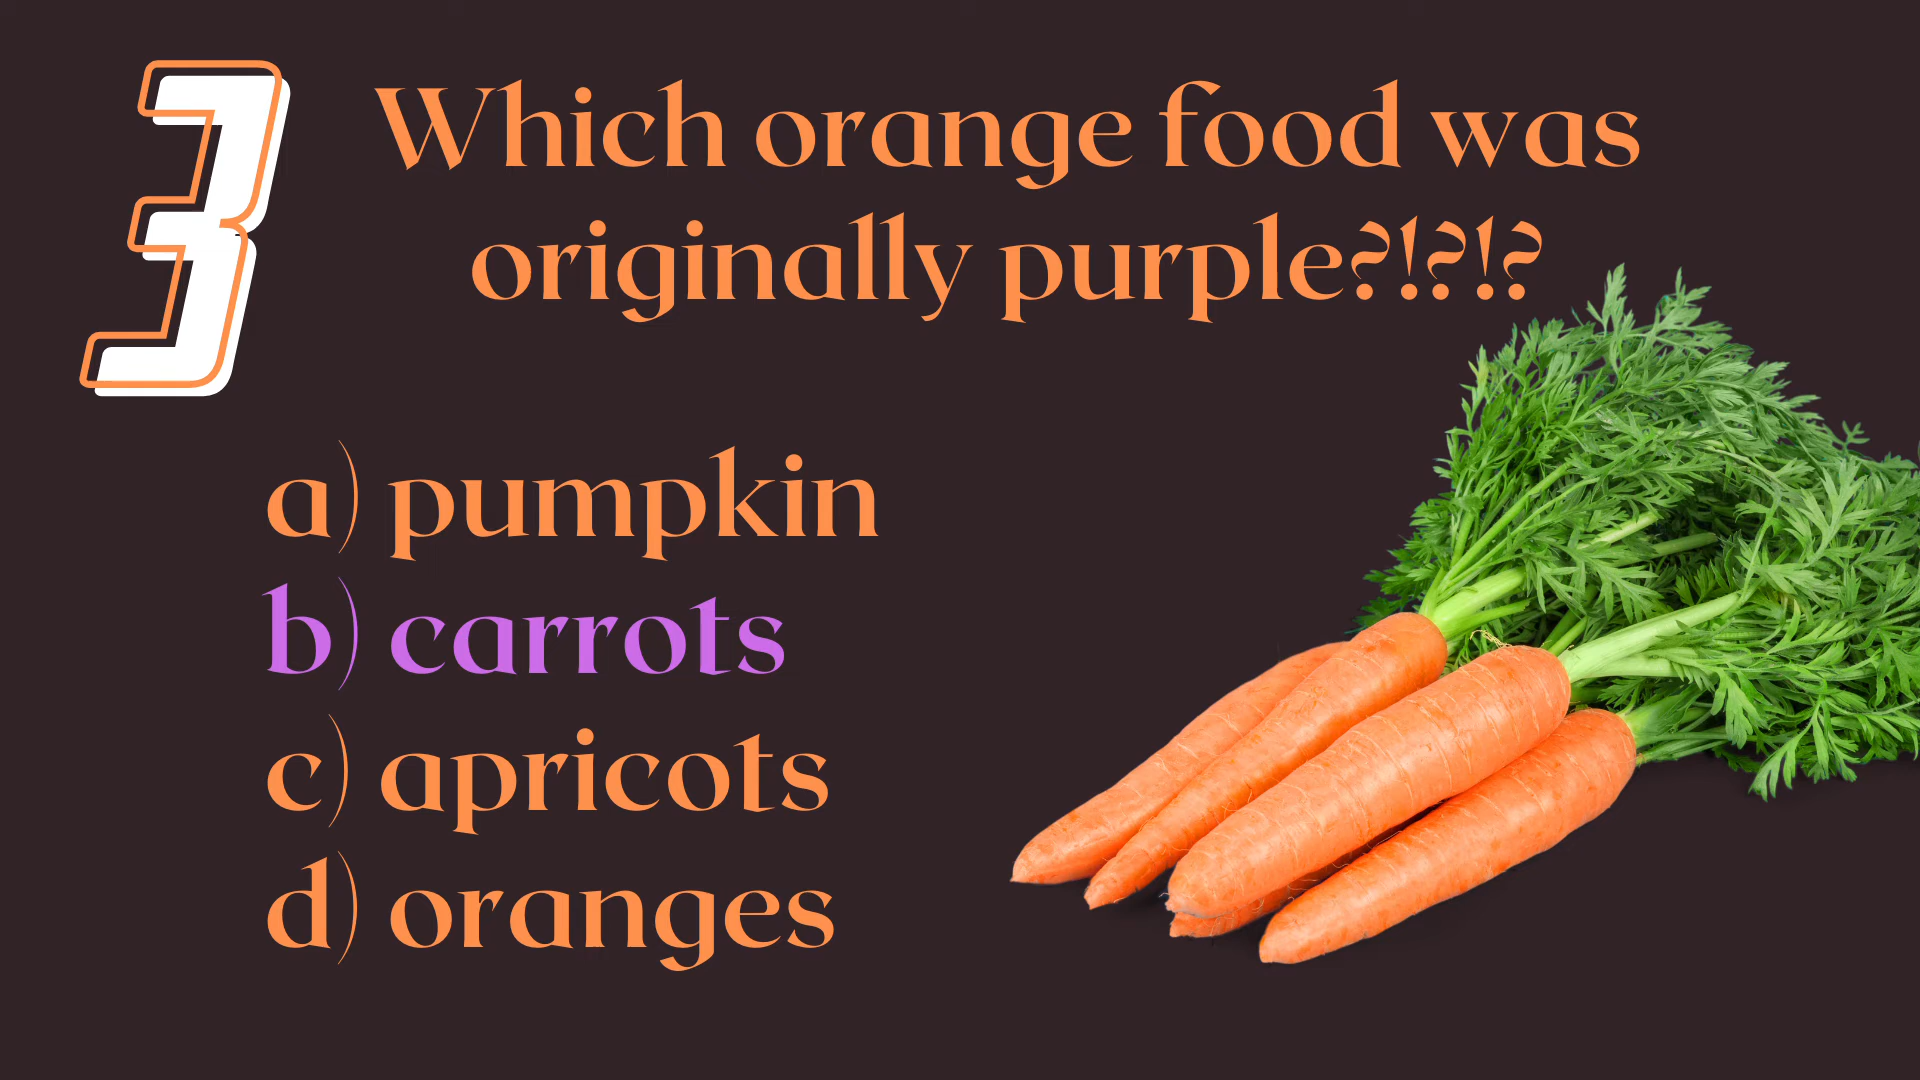 3
Which orange food was
originally purple?!?!?
a) pumpkin
b) carrots
c) apricots
d) oranges